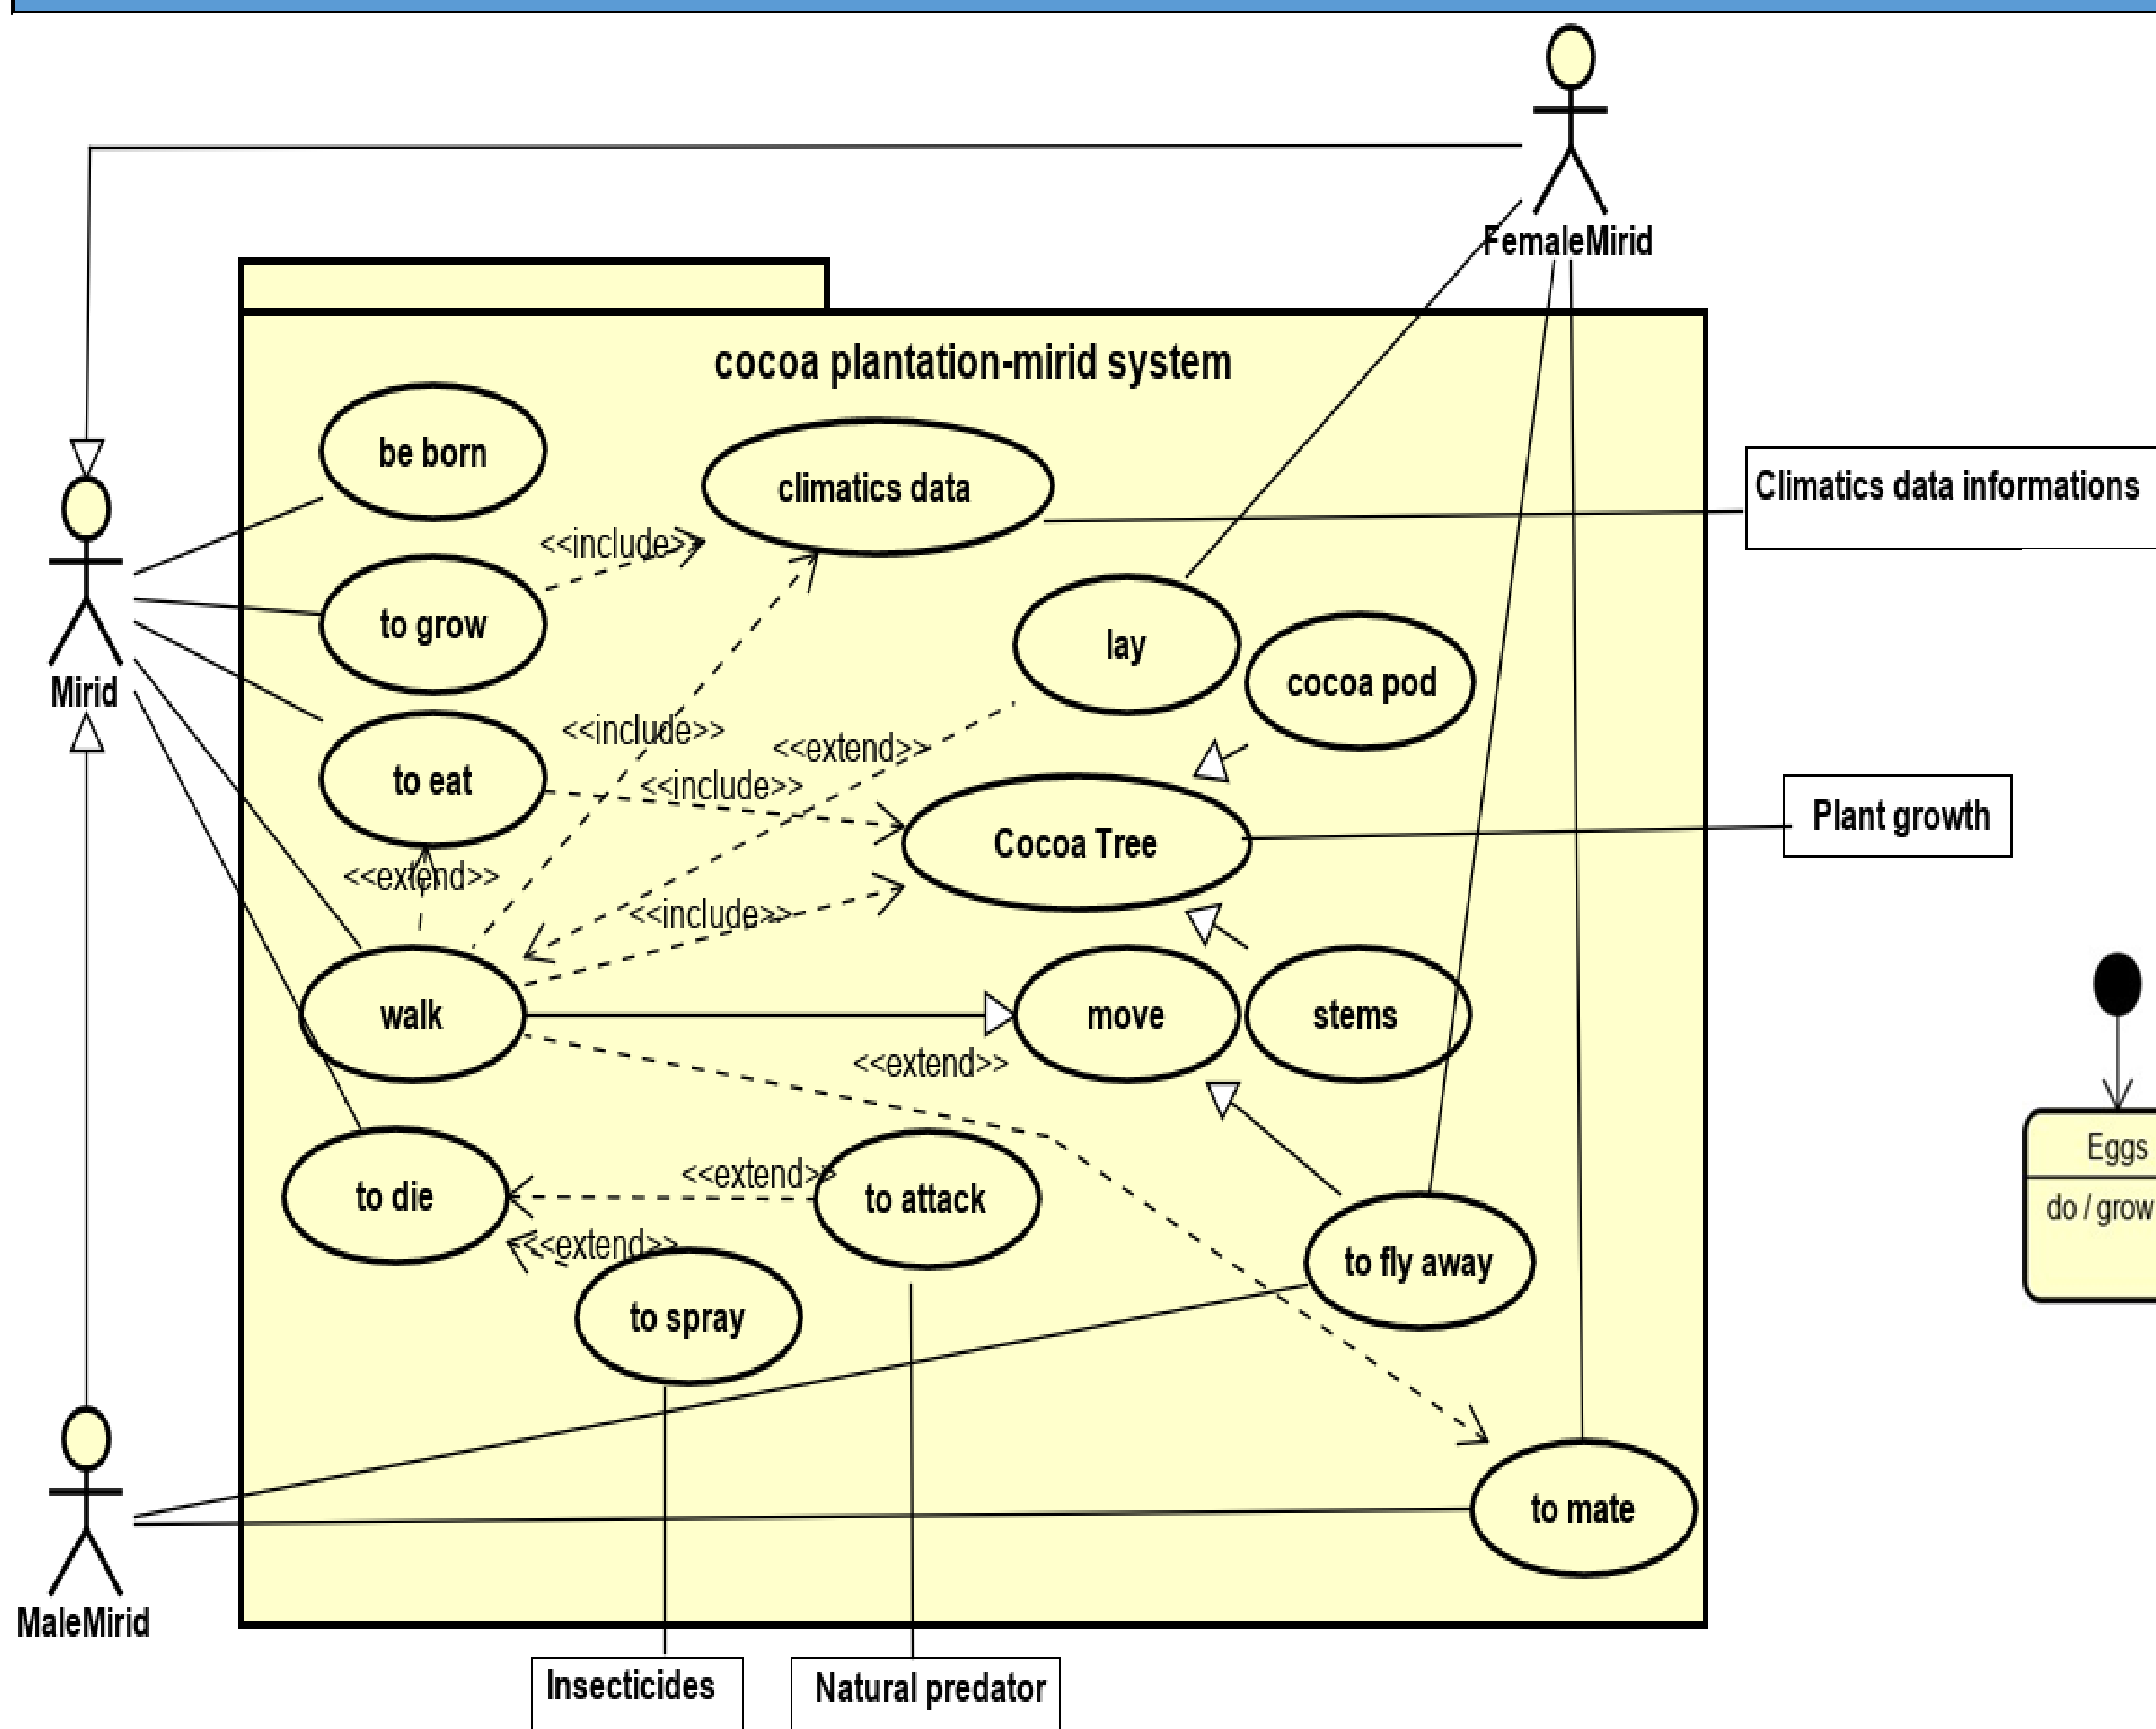 FemaleMirid
cocoa plantation-mirid system
be born
climatics data
Climatics data informations
<<include>>
to grow
lay
cocoa pod
Mirid
<<include>>
<<extend>>
to eat
<<include>>
Plant growth
Cocoa Tree
<<extend>>
<<include>>
walk
move
stems
<<extend>>
Eggs
do / grow
<<extend>>
to die
to attack
<<extend>>
to fly away
to spray
to mate
MaleMirid
Insecticides
Natural predator